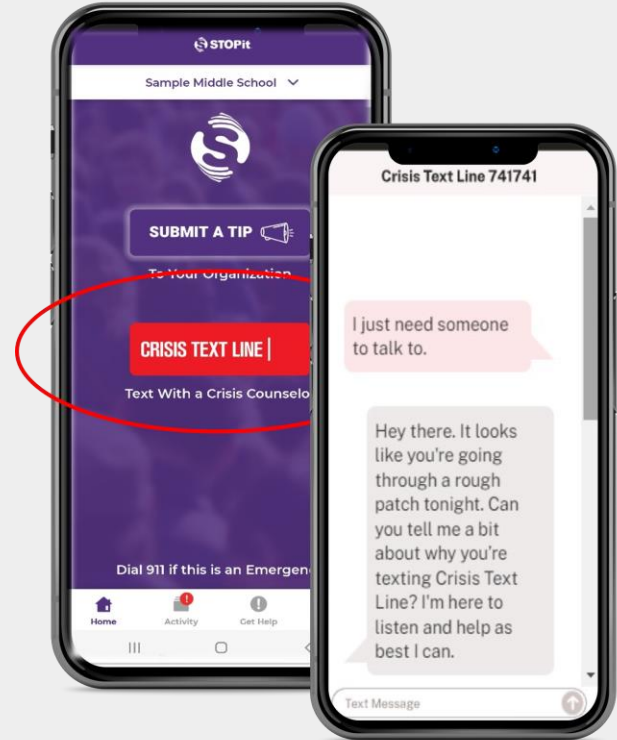 STOPit
Sample Middle School
SUBMIT A TIP
To Your Organization
CRISIS TEXT LINE |
Text With a Crisis Counselo
Dial 911 if this is an Emergen
Home
Activity
Get Help
Crisis Text Line 741741
I just need someone
to talk to.
Hey there. It looks
like you're going
through a rough
patch tonight. Can
you tell me a bit
about why you're
texting Crisis Text
Line? I'm here to
listen and help as
best I can.
Text Message